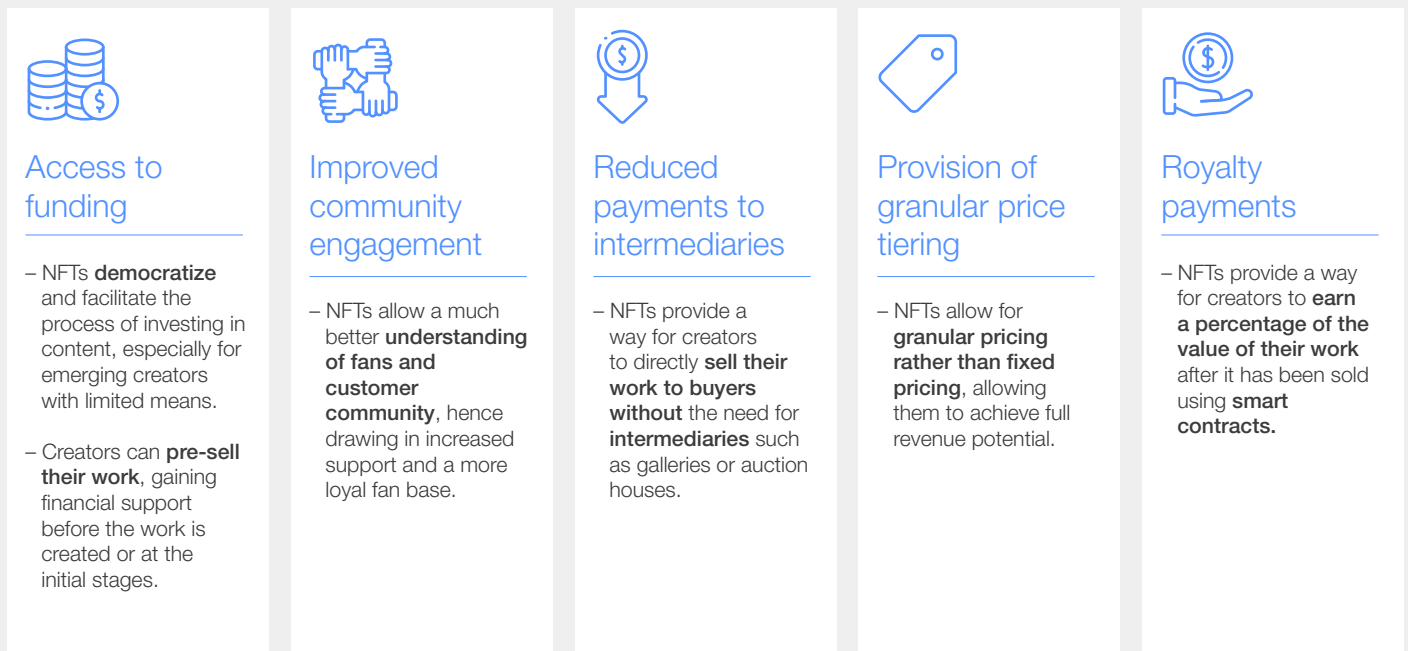 Access to
funding
– NFTs democratize
and facilitate the
process of investing in
content, especially for
emerging creators
with limited means.
– Creators can pre-sell
their work, gaining
financial support
before the work is
created or at the
initial stages.
Improved
community
engagement
– NFTs allow a much
better understanding
of fans and
customer
community, hence
drawing in increased
support and a more
loyal fan base.
Reduced
payments to
intermediaries
– NFTs provide a
way for creators
to directly sell their
work to buyers
without the need for
intermediaries such
as galleries or auction
houses.
Provision of
granular price
tiering
– NFTs allow for
granular pricing
rather than fixed
pricing, allowing
them to achieve full
revenue potential.
Royalty
payments
– NFTs provide a way
for creators to earn
a percentage of the
value of their work
after it has been sold
using smart
contracts.